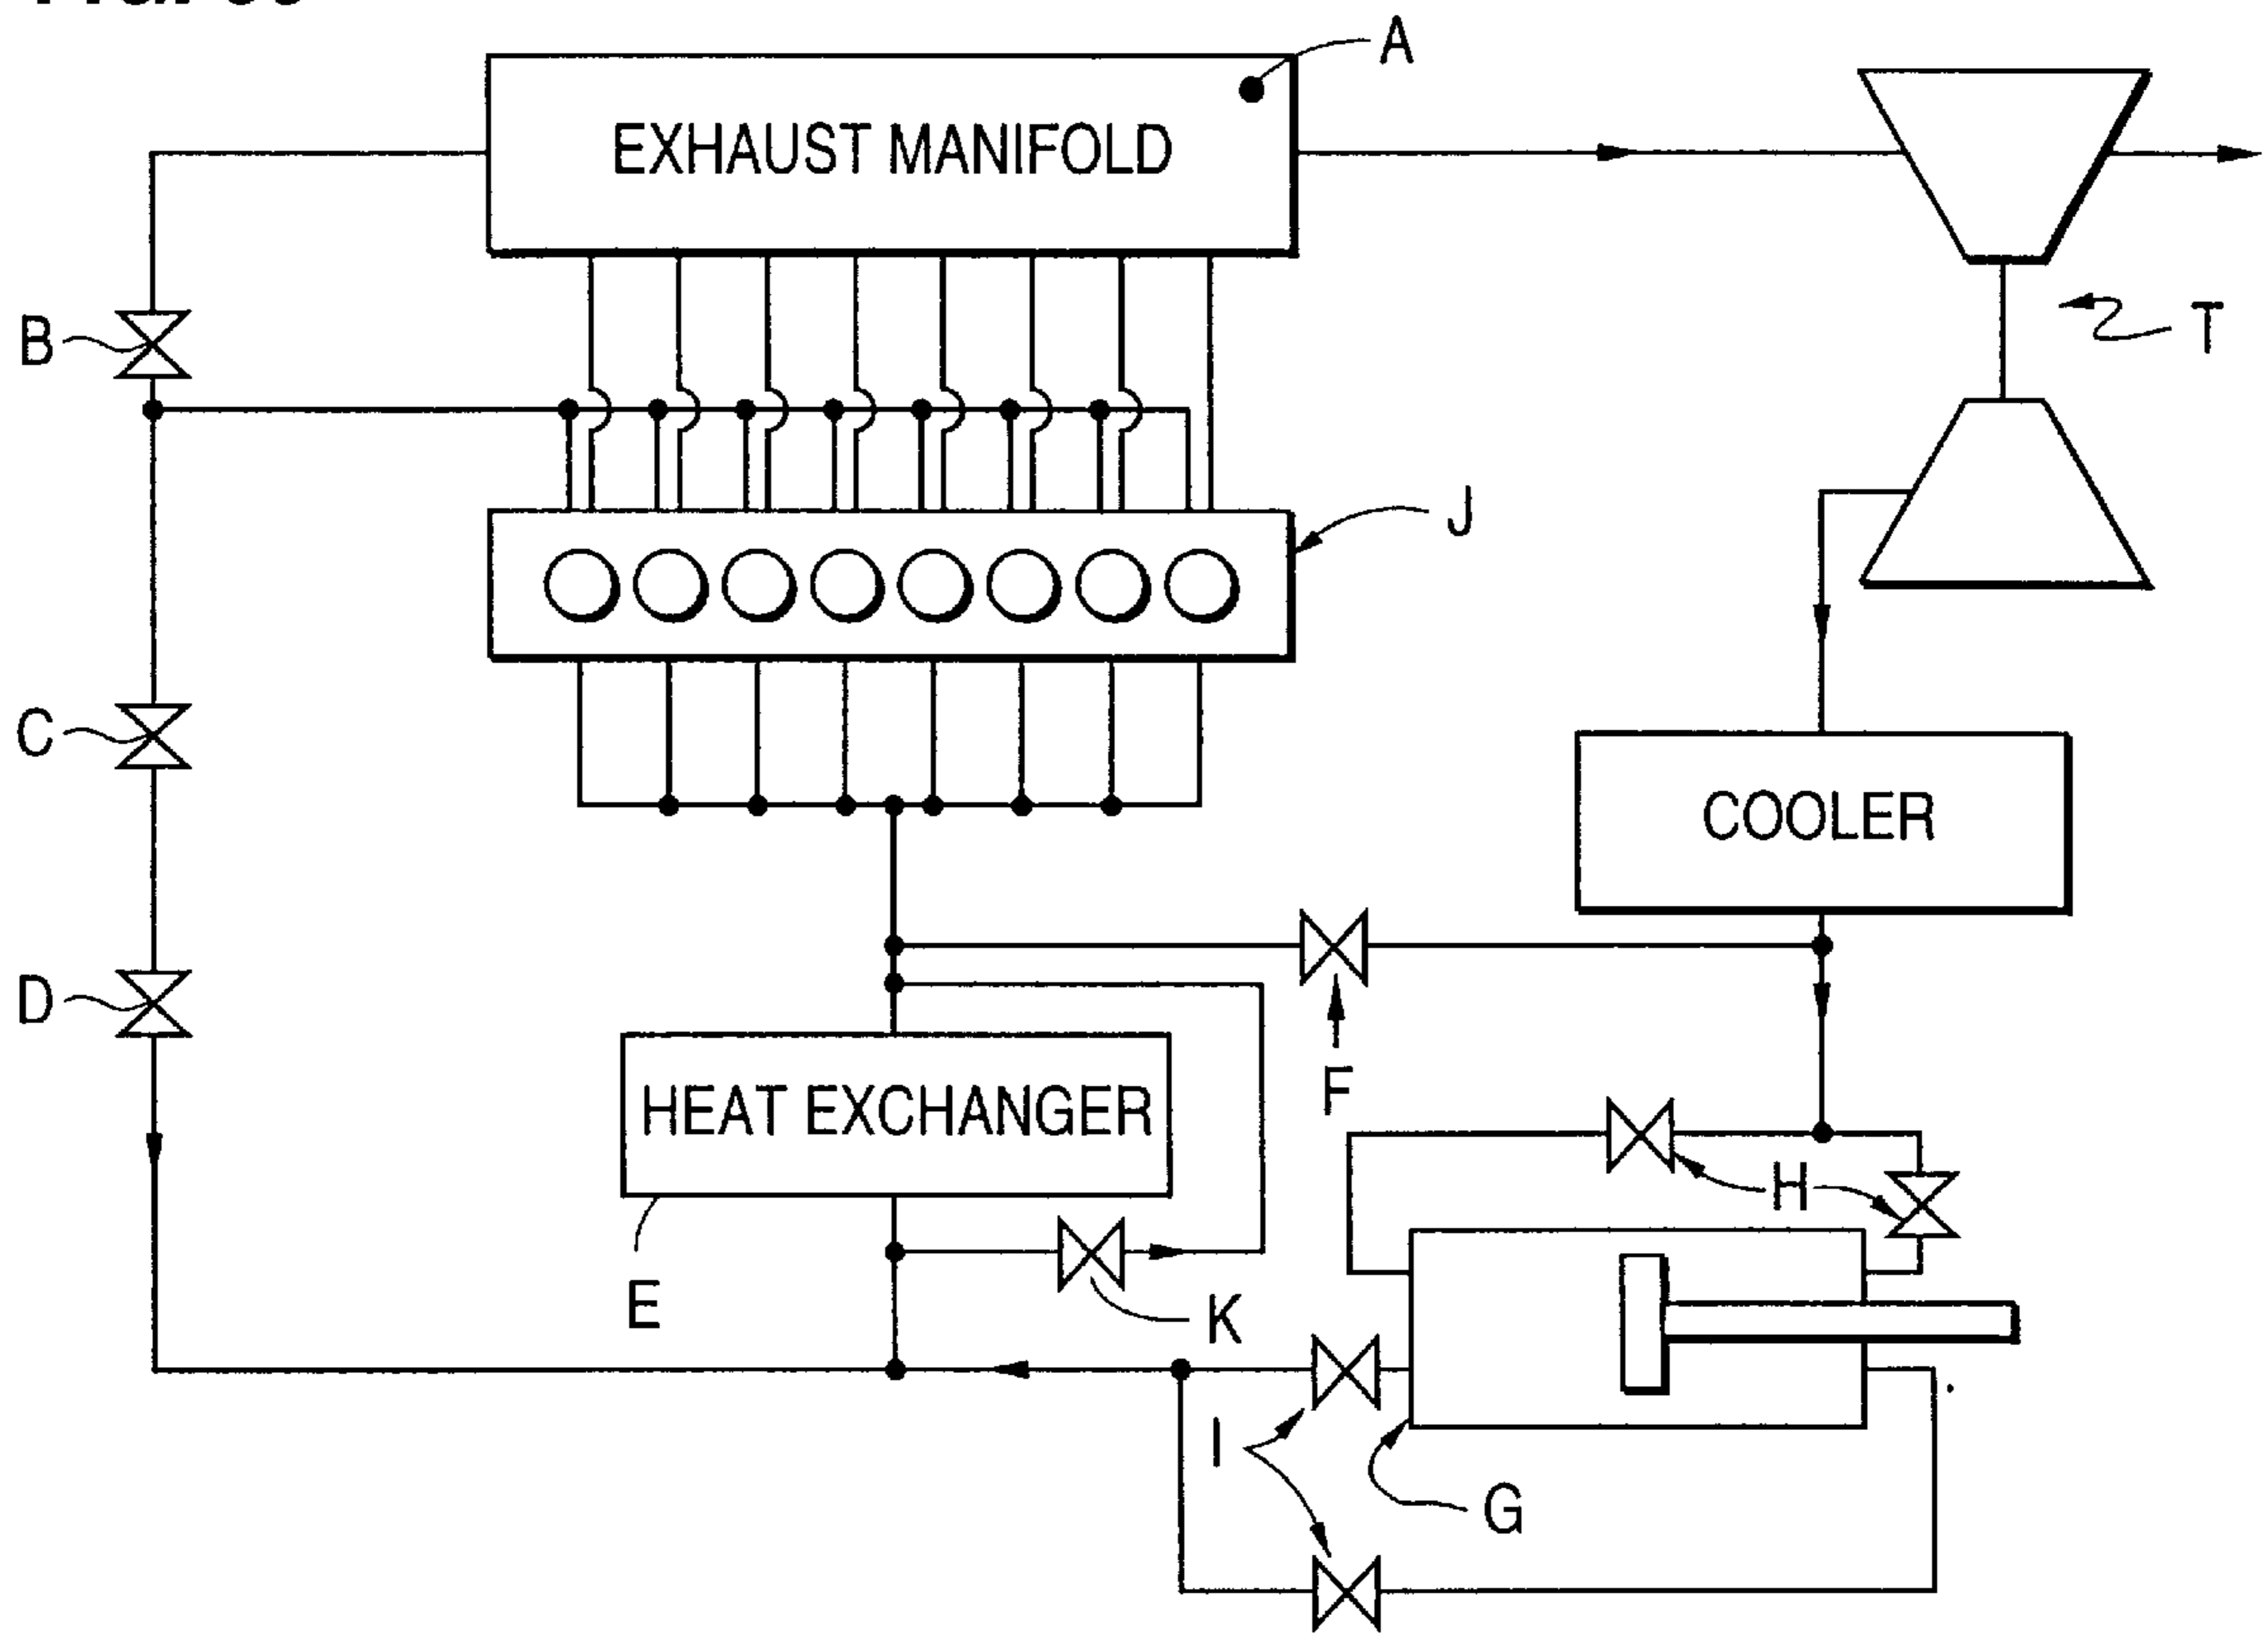 A
EXHAUST MANIFOLD
B
T
J
C
COOLER
D
F
HEAT EXCHANGER
H
E
K
I
G